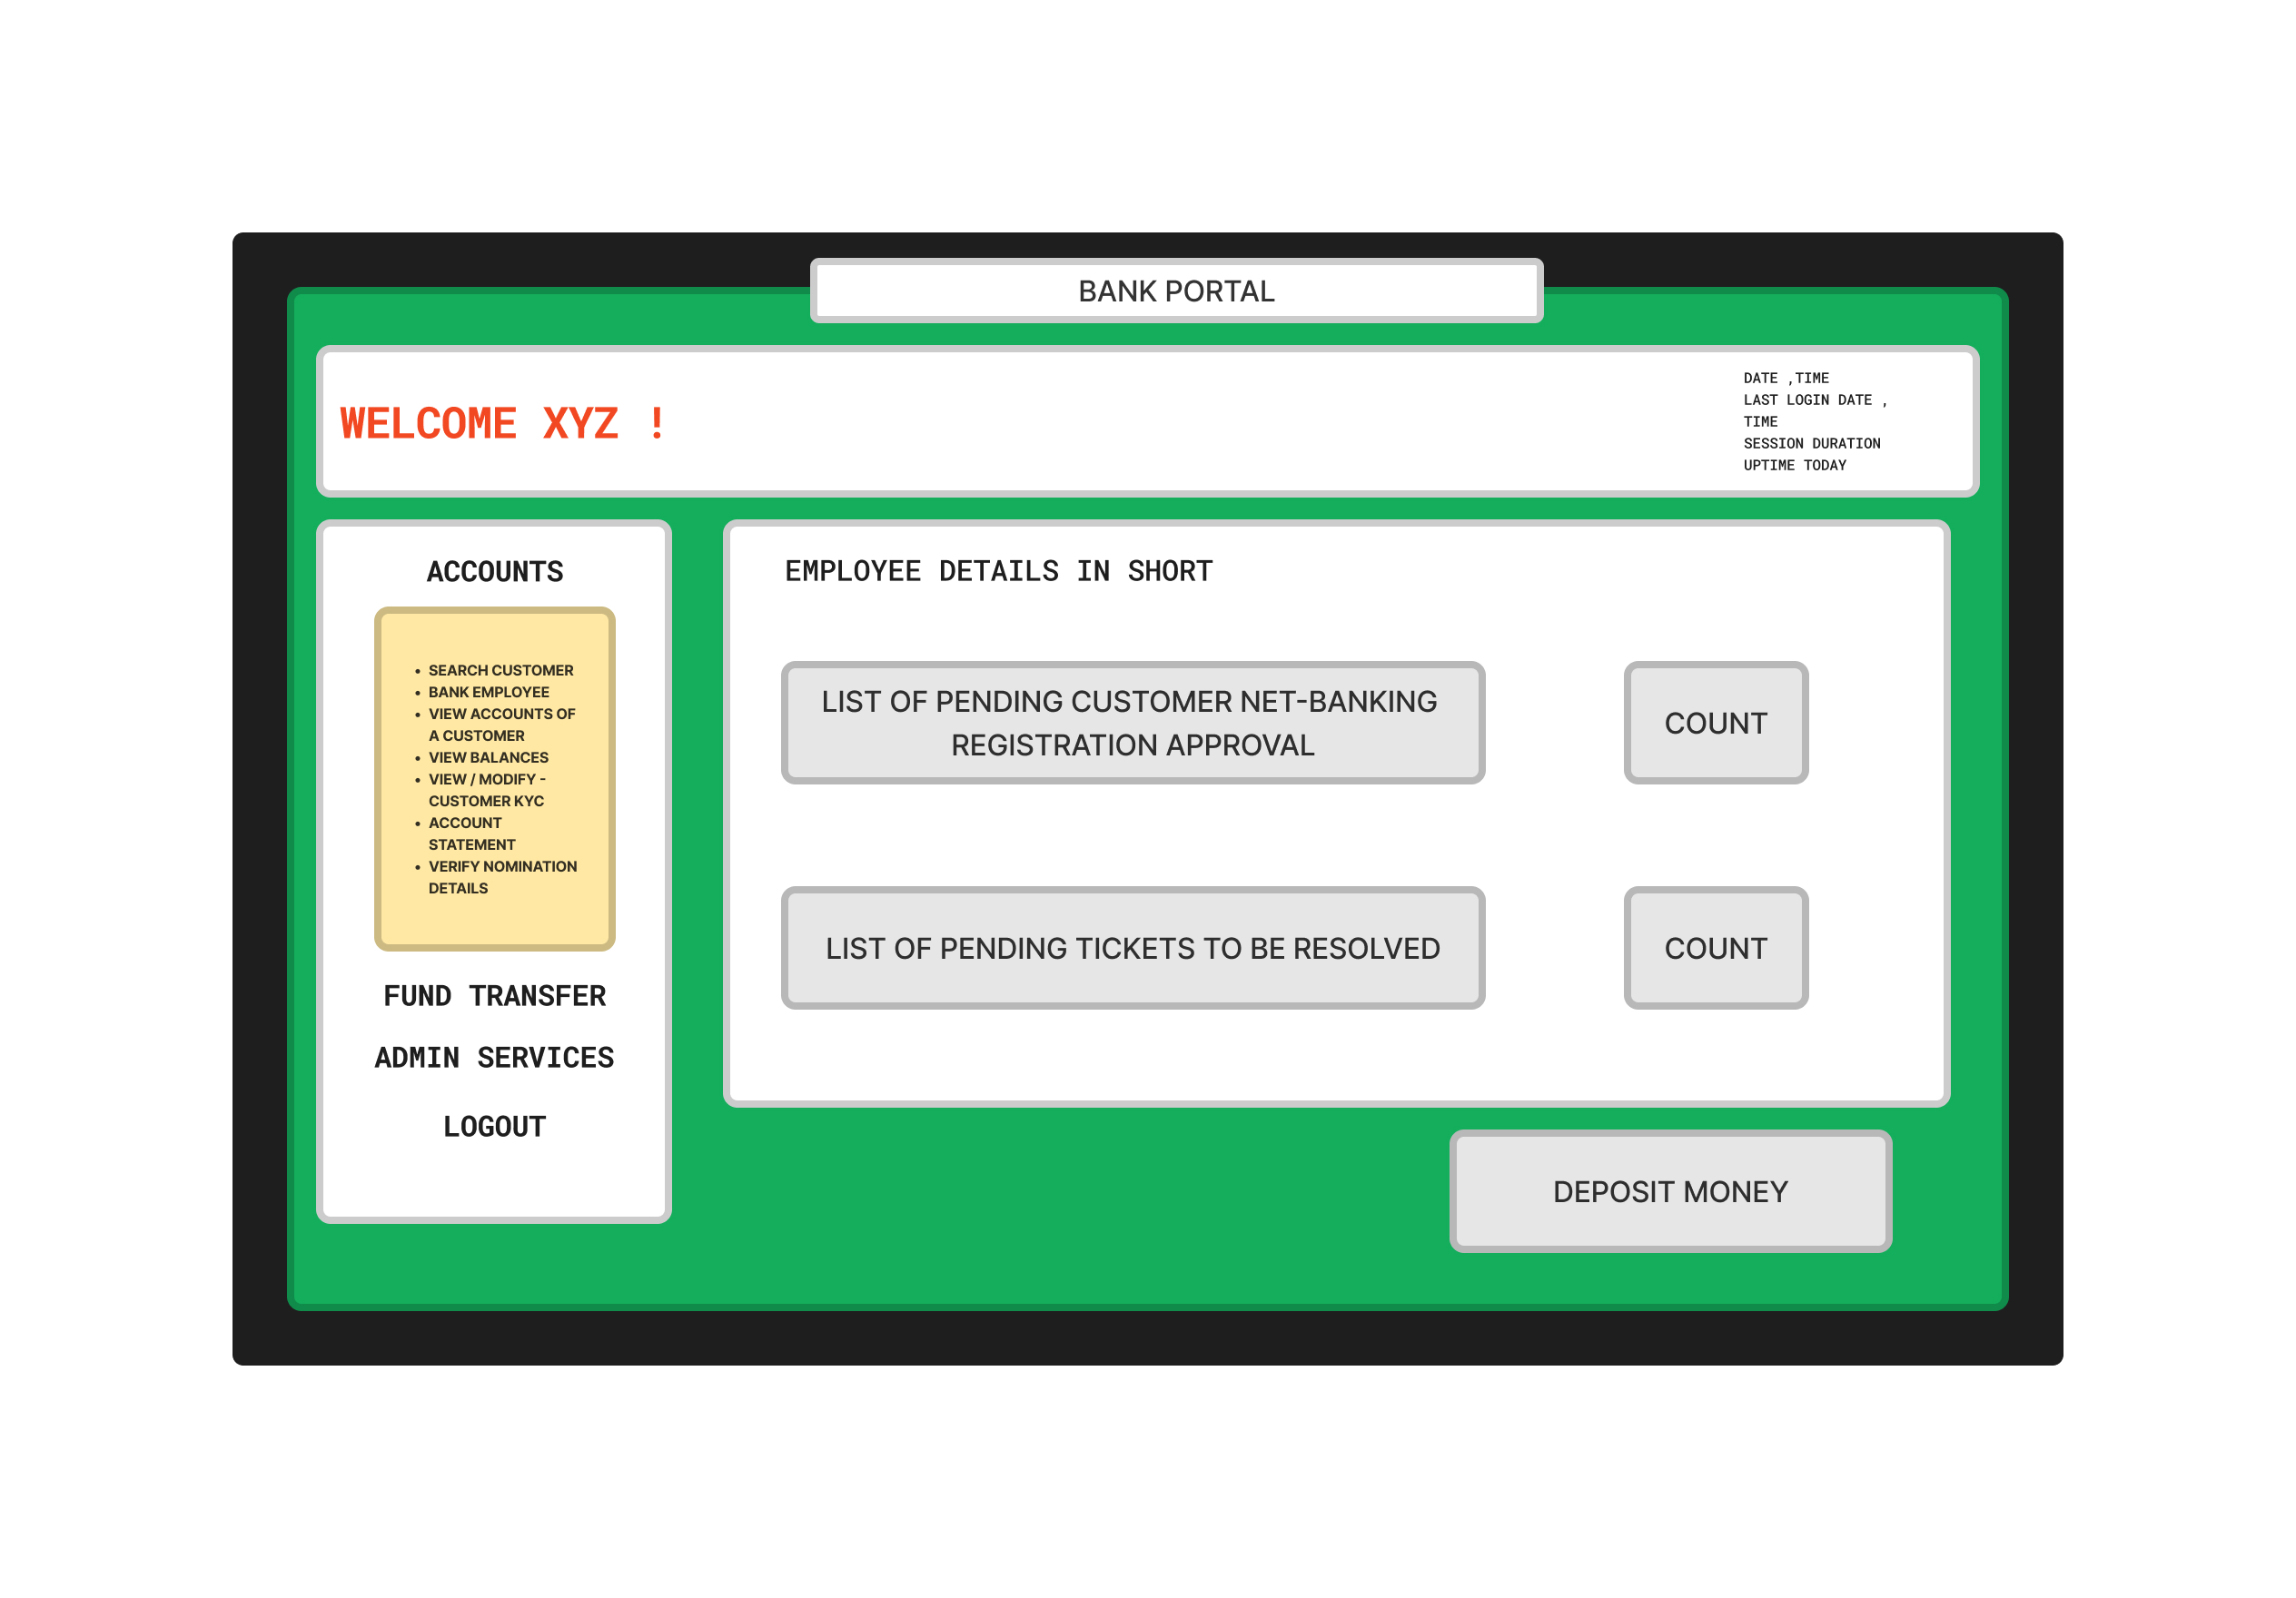 BANK PORTAL
WELCOME XYZ !
DATE ,TIME
LAST LOGIN DATE ,
TIME
SESSION DURATION
UPTIME TODAY
ACCOUNTS
• SEARCH CUSTOMER
• BANK EMPLOYEE
• VIEW ACCOUNTS OF
A CUSTOMER
• VIEW BALANCES
• VIEW / MODIFY -
CUSTOMER KYC
• ACCOUNT
STATEMENT
• VERIFY NOMINATION
DETAILS
FUND TRANSFER
ADMIN SERVICES
LOGOUT
EMPLOYEE DETAILS IN SHORT
LIST OF PENDING CUSTOMER NET-BANKING
REGISTRATION APPROVAL
COUNT
LIST OF PENDING TICKETS TO BE RESOLVED
COUNT
DEPOSIT MONEY